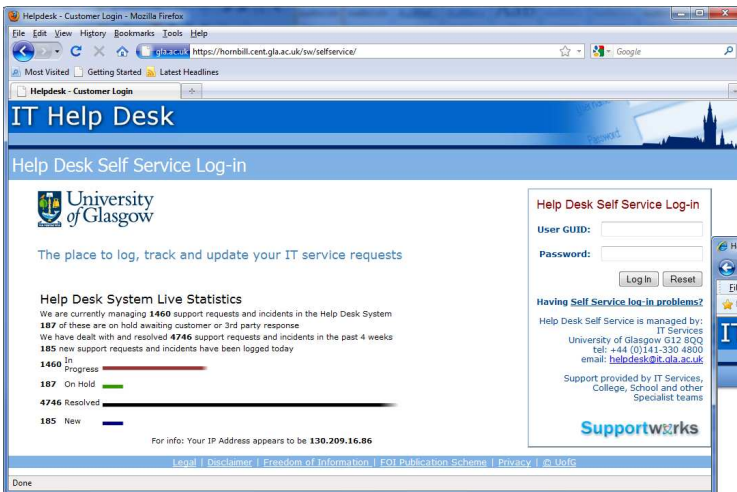 Helpdesk - Customer Login - Mozilla Firefox
File Edit View History Bookmarks Tools Help
gla.ac.uk https://hornbill.cent.gla.ac.uk/sw/selfservice/ Google
Most Visited Getting Started Latest Headlines
Helpdesk - Customer Login
IT Help Desk
Password
Help Desk Self Service Log-in
University
of Glasgow
The place to log, track and update your IT service requests
Help Desk System Live Statistics
We are currently managing 1460 support requests and incidents in the Help Desk System
187 of these are on hold awaiting customer or 3rd party response
We have dealt with and resolved 4746 support requests and incidents in the past 4 weeks
185 new support requests and incidents have been logged today
1460 In
Progress
187 On Hold
4746 Resolved
185 New
For info: Your IP Address appears to be 130.209.16.86
Help Desk Self Service Log-in
User GUID:
Password:
Log In Reset
Having Self Service log-in problems?
Help Desk Self Service is managed by:
IT Services
University of Glasgow G12 8QQ
tel: +44 (0)141-330 4800
email: helpdesk@it.gla.ac.uk
Support provided by IT Services,
College, School and other
Specialist teams
Supportworks
Legal | Disclaimer | Freedom of Information | FOI Publication Scheme | Privacy | © UofG
Done